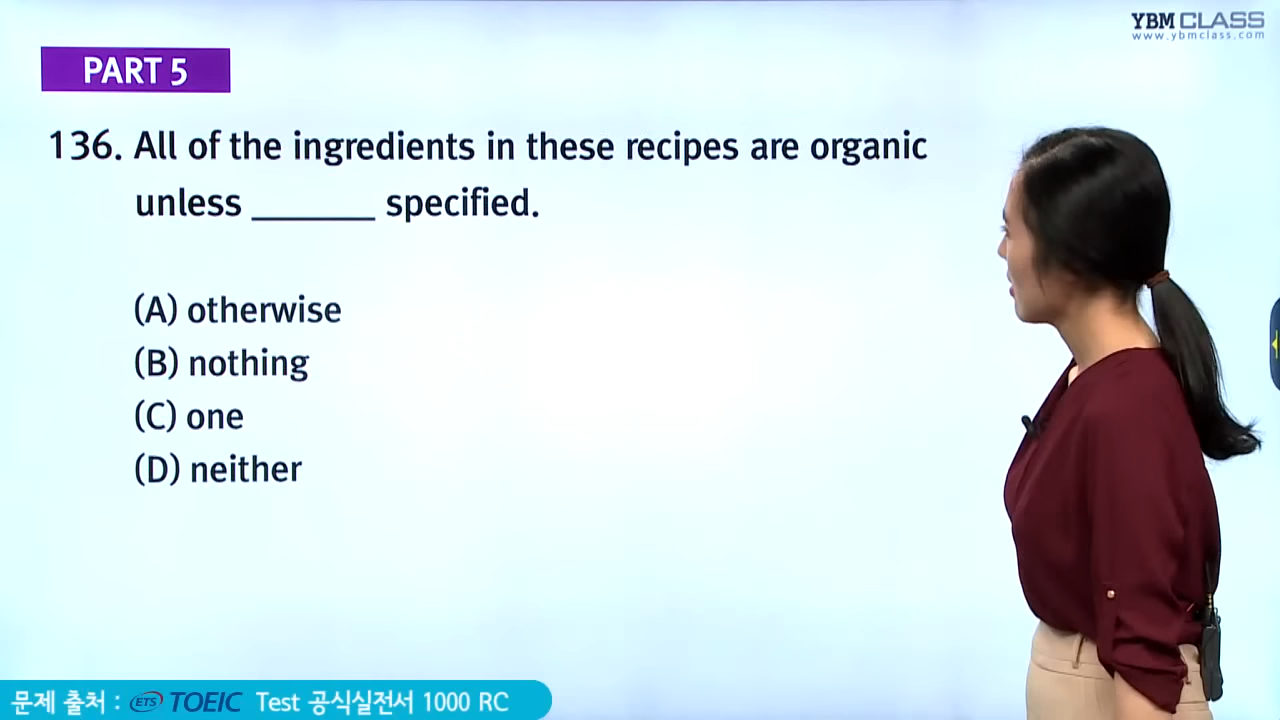 YBM CLASS
www.ybmclass.com
PART 5
136. All of the ingredients in these recipes are organic
unless ______ specified.
(A) otherwise
(B) nothing
(C) one
(D) neither
문제 출처 : ETS TOEIC Test 공식실전서 1000 RC